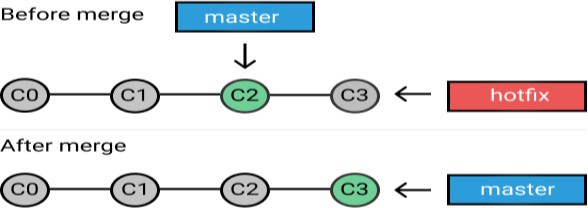 Before merge
master
C0 C1 C2 C3 hotfix
After merge
C0 C1 C2 C3 master